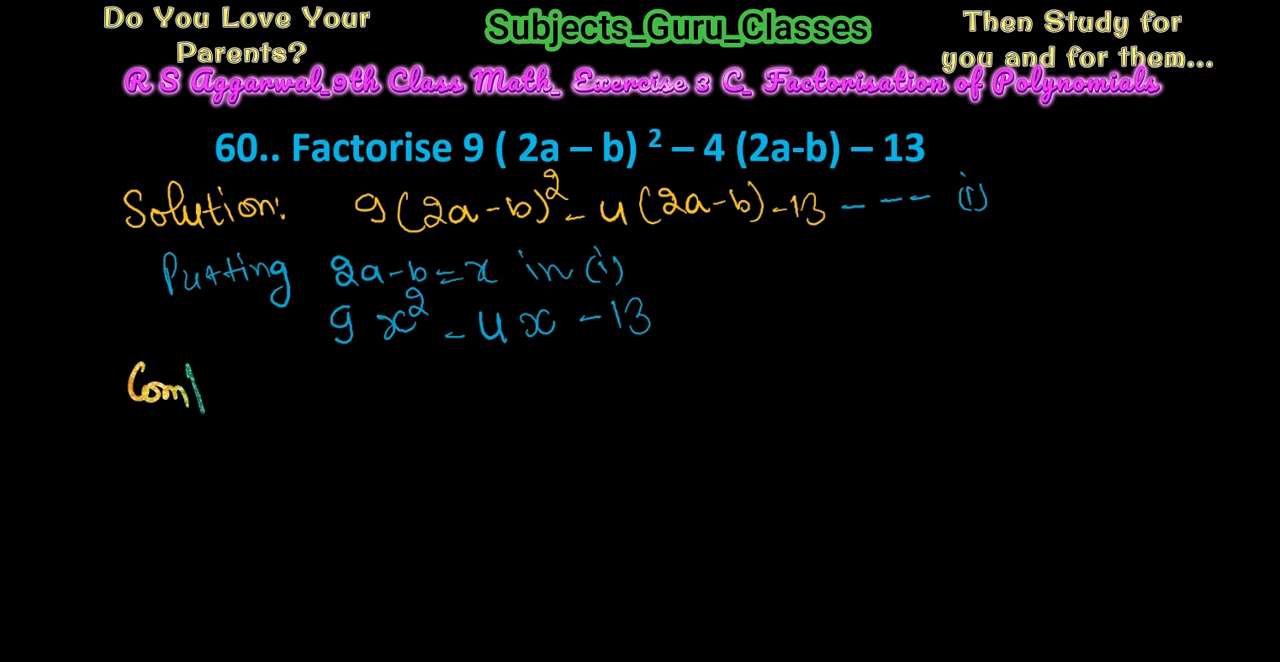 Do You Love Your
Parents?
Subjects_Guru_Classes
Then Study for
you and for them...
R S Aggarwal_9th Class Math_ Exercise 3 C_ Factorisation of Polynomials
60.. Factorise 9 ( 2a – b) ² – 4 (2a-b) – 13
Solution: 9(2a-b)² - 4(2a-b) -13 - - - - (i)
Putting 2a-b = x in (i)
9x² - 4x - 13
Com